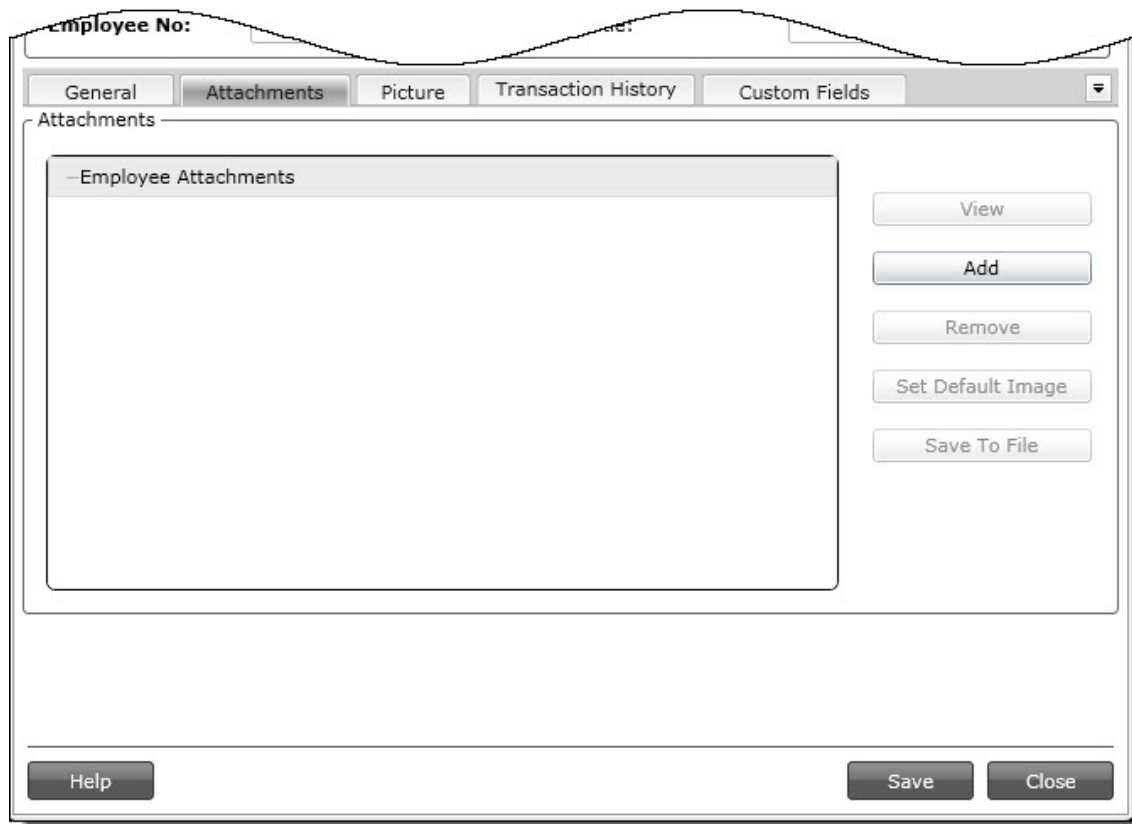 Employee No:
General Attachments Picture Transaction History Custom Fields
Attachments
Employee Attachments
View
Add
Remove
Set Default Image
Save To File
Help Save Close